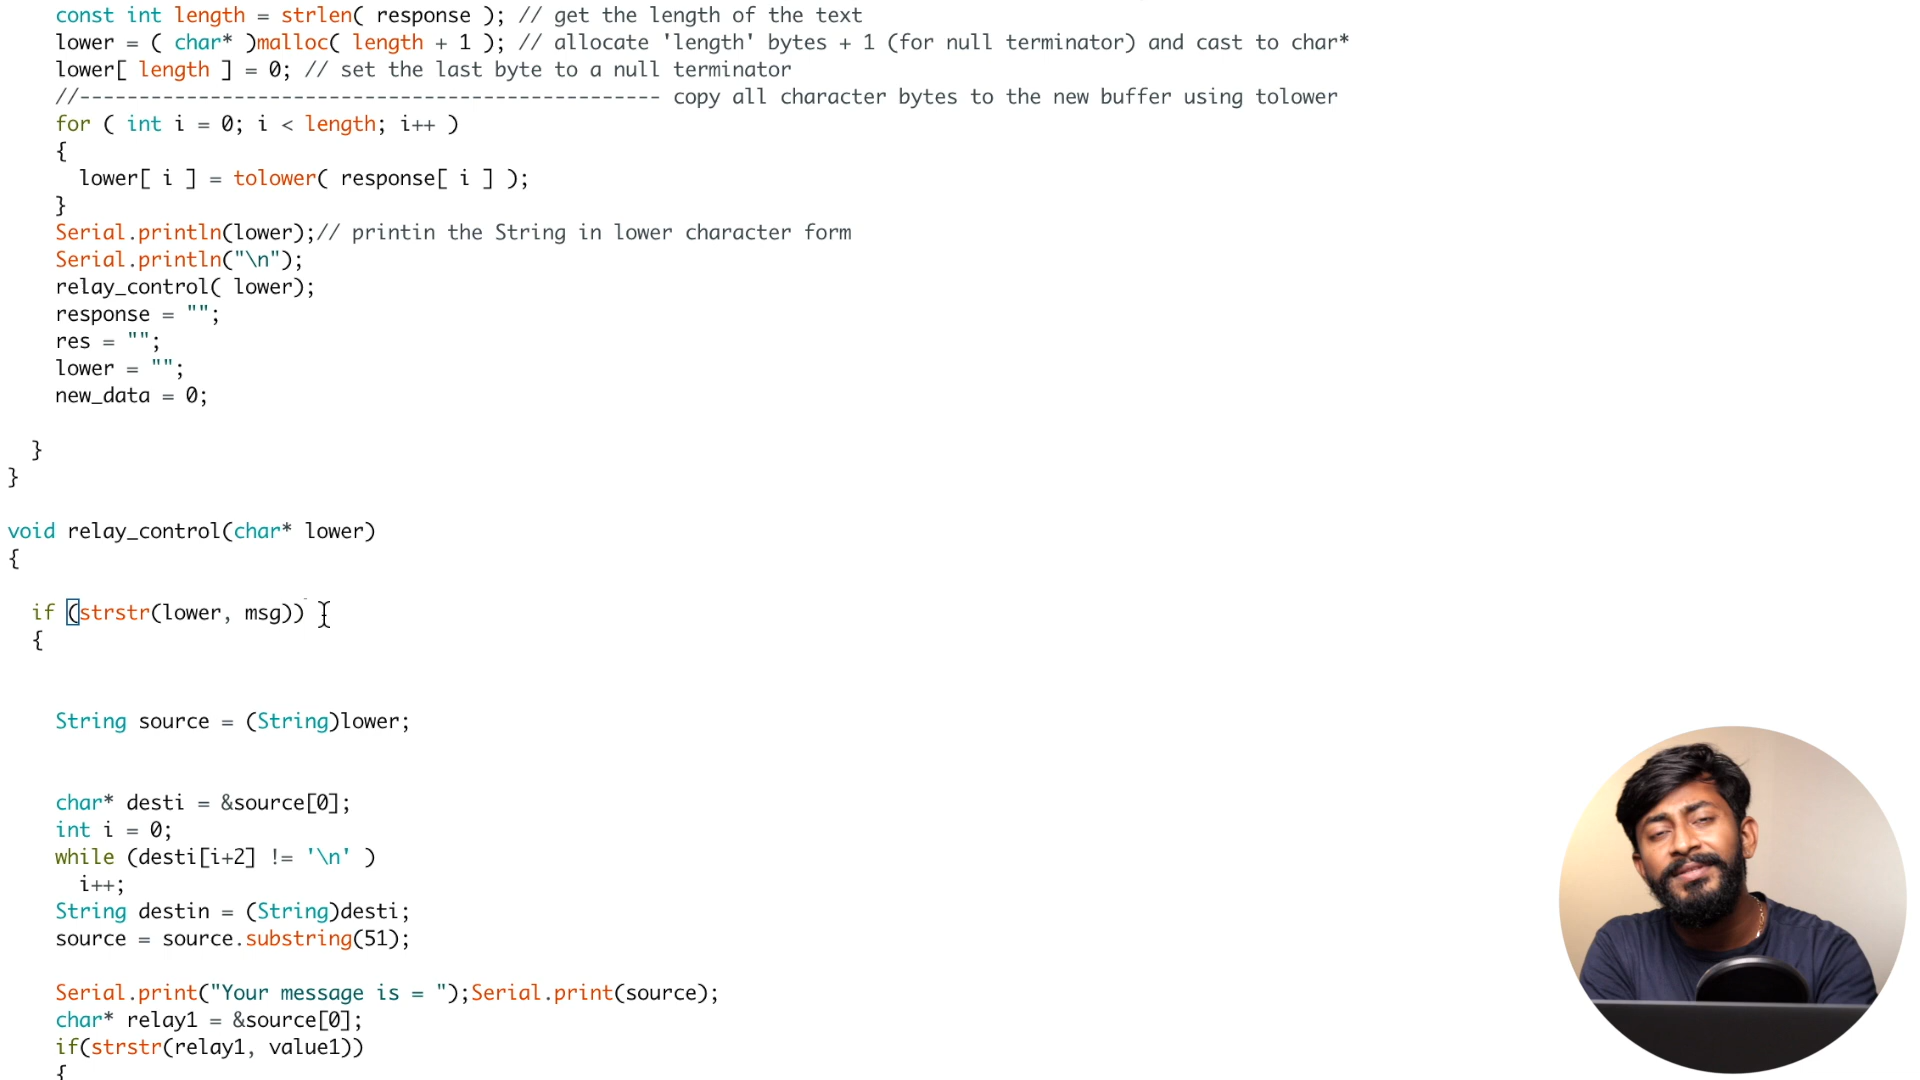 const int length = strlen( response ); // get the length of the text
lower = ( char* )malloc( length + 1 ); // allocate 'length' bytes + 1 (for null terminator) and cast to char*
lower[ length ] = 0; // set the last byte to a null terminator
//------------------------------------------------- copy all character bytes to the new buffer using tolower
for ( int i = 0; i < length; i++ )
{
lower[ i ] = tolower( response[ i ] );
}
Serial.println(lower);// printin the String in lower character form
Serial.println("\n");
relay_control( lower);
response = "";
res = "";
lower = "";
new_data = 0;
}
}
void relay_control(char* lower)
{
if (strstr(lower, msg))
{
String source = (String)lower;
char* desti = &source[0];
int i = 0;
while (desti[i+2] != '\n' )
i++;
String destin = (String)desti;
source = source.substring(51);
Serial.print("Your message is = ");Serial.print(source);
char* relay1 = &source[0];
if(strstr(relay1, value1))
{